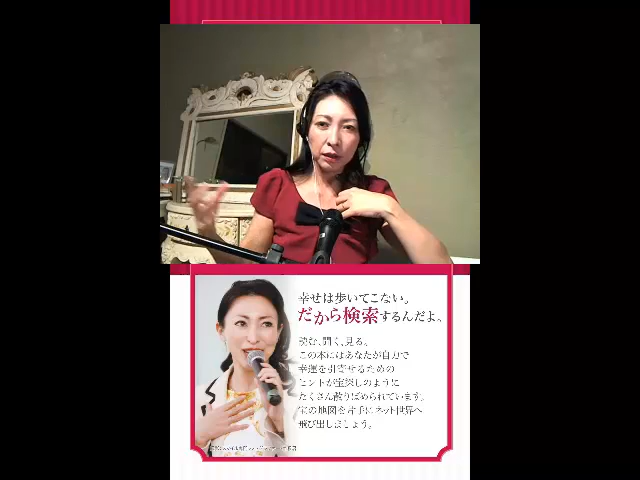 幸せは歩いてこない。
だから検索するんだよ。
読む、聞く、見る。
この本にはあなたが自力で
幸運を引寄せるための
ヒントが宝探しのように
たくさん散りばめられています。
宝の地図を片手にネット世界へ
飛び出しましょう。